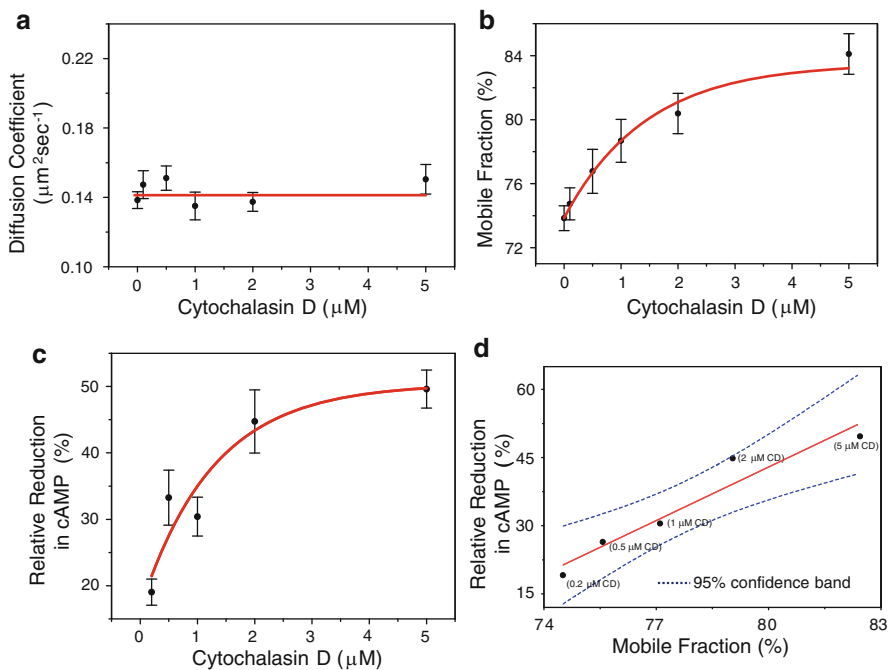 a
0.22
0.18
0.14
0.10
Diffusion Coefficient
(μm²sec⁻¹)
0 1 2 3 4 5
Cytochalasin D (μM)
b
84
80
76
72
Mobile Fraction (%)
0 1 2 3 4 5
Cytochalasin D (μM)
c
50
40
30
20
Relative Reduction
in cAMP (%)
0 1 2 3 4 5
Cytochalasin D (μM)
d
60
45
30
15
Relative Reduction
in cAMP (%)
(0.2 μM CD)
(0.5 μM CD)
(1 μM CD)
(2 μM CD)
(5 μM CD)
95% confidence band
74 77 80 83
Mobile Fraction (%)